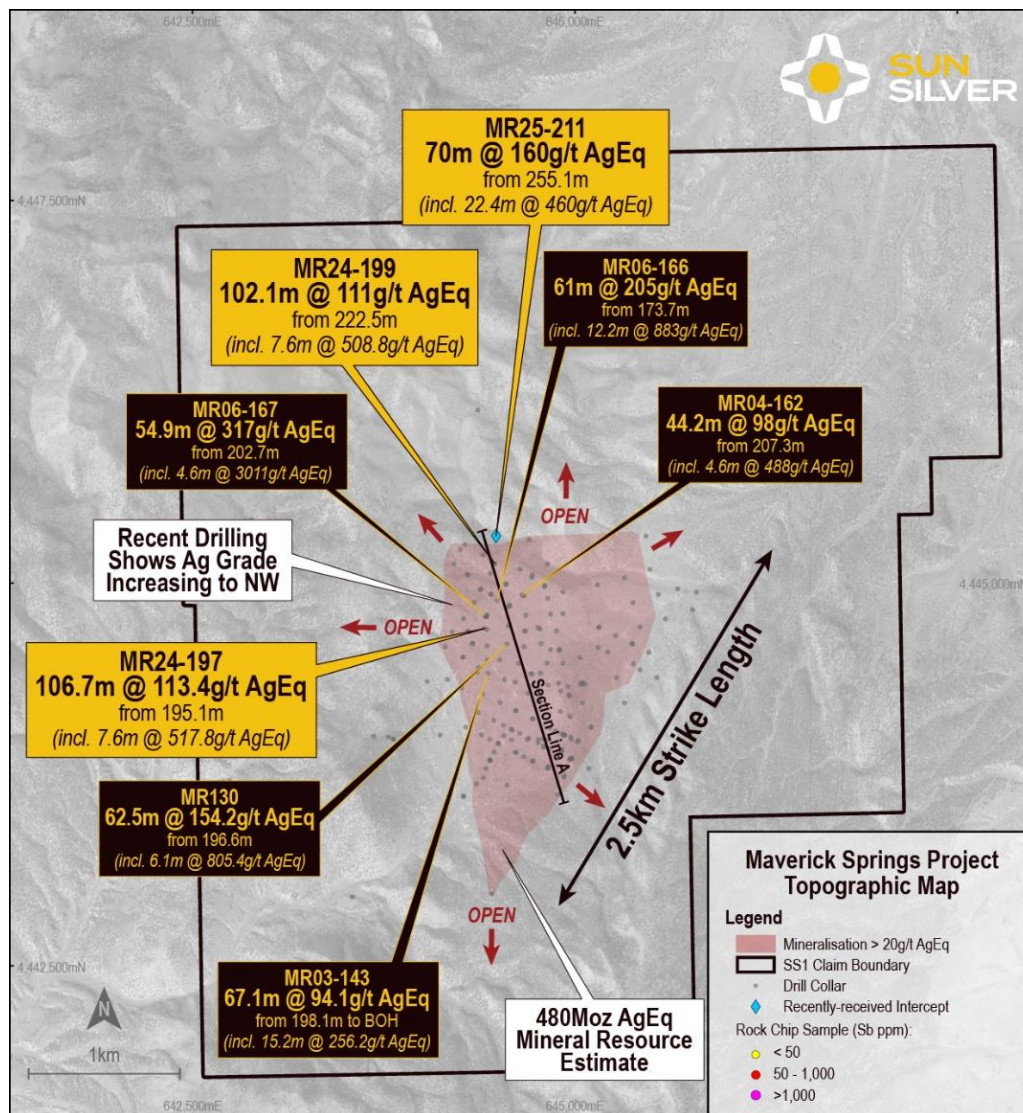 642,500mE
645,000mE
SUN
SILVER
MR25-211
70m @ 160g/t AgEq
from 255.1m
(incl. 22.4m @ 460g/t AgEq)
4,447,500mN
MR24-199
102.1m @ 111g/t AgEq
from 222.5m
(incl. 7.6m @ 508.8g/t AgEq)
MR06-166
61m @ 205g/t AgEq
from 173.7m
(incl. 12.2m @ 883g/t AgEq)
MR06-167
54.9m @ 317g/t AgEq
from 202.7m
(incl. 4.6m @ 3011g/t AgEq)
MR04-162
44.2m @ 98g/t AgEq
from 207.3m
(incl. 4.6m @ 488g/t AgEq)
OPEN
Recent Drilling
Shows Ag Grade
Increasing to NW
4,445,000mN
OPEN
MR24-197
106.7m @ 113.4g/t AgEq
from 195.1m
(incl. 7.6m @ 517.8g/t AgEq)
Section Line A
2.5km Strike Length
MR130
62.5m @ 154.2g/t AgEq
from 196.6m
(incl. 6.1m @ 805.4g/t AgEq)
OPEN
MR03-143
67.1m @ 94.1g/t AgEq
from 198.1m to BOH
(incl. 15.2m @ 256.2g/t AgEq)
480Moz AgEq
Mineral Resource
Estimate
4,442,500mN
N
1km
642,500mE
645,000mE
Maverick Springs Project
Topographic Map
Legend
Mineralisation > 20g/t AgEq
SS1 Claim Boundary
Drill Collar
Recently-received Intercept
Rock Chip Sample (Sb ppm):
< 50
50 - 1,000
>1,000